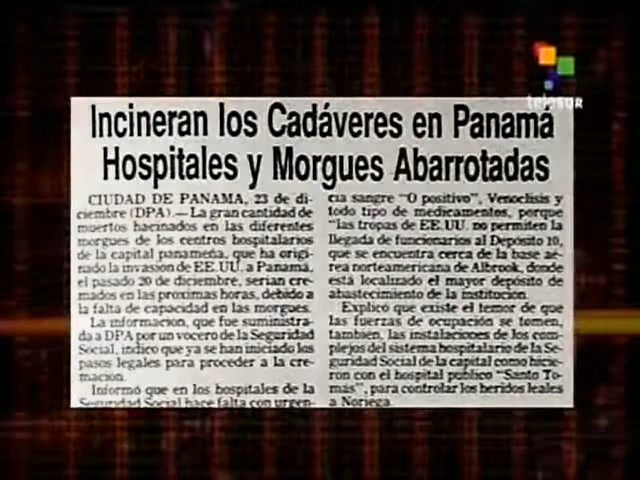 teleSUR
Incineran los Cadáveres en Panamá
Hospitales y Morgues Abarrotadas
CIUDAD DE PANAMA, 23 de di-
ciembre (DPA).—La gran cantidad de
muertos hacinados en las diferentes
morgues de los centros hospitalarios
de la capital panameña, que ha origi-
nado la invasión de EE.UU. a Panamá,
el pasado 20 de diciembre, serían cre-
mados en las próximas horas, debido a
la falta de capacidad en las morgues.
La información, que fue suministra-
da a DPA por un vocero de la Seguridad
Social, indicó que ya se han iniciado los
pasos legales para proceder a la cre-
mación.
Informó que en los hospitales de la
Seguridad Social hace falta con urgen-
cia sangre "O positivo", Venoclisis y
todo tipo de medicamentos, porque
"las tropas de EE.UU. no permiten la
llegada de funcionarios al Depósito 10,
que se encuentra cerca de la base aé-
rea norteamericana de Albrook, donde
está localizado el mayor depósito de
abastecimiento de la institución.
Explicó que existe el temor de que
las fuerzas de ocupación se tomen,
también, las instalaciones de los com-
plejos del sistema hospitalario de la Se-
guridad Social de la capital como hicie-
ron con el hospital público "Santo To-
más", para controlar los heridos leales
a Noriega.